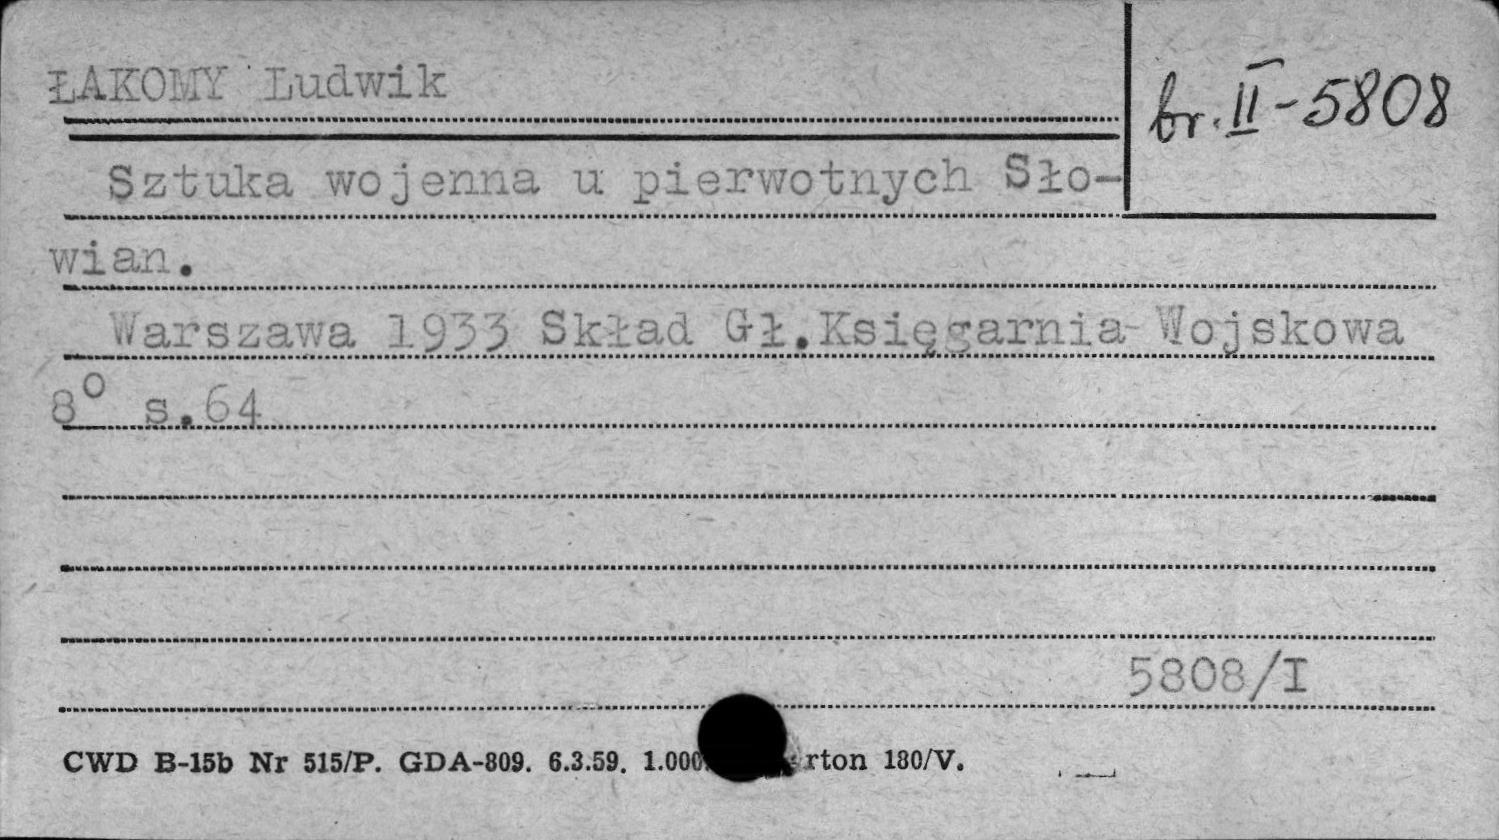 ŁAKOMY Ludwik
br. II-5808
Sztuka wojenna u pierwotnych Sło-
wian.
Warszawa 1933 Skład Gł.Księgarnia Wojskowa
8° s.64
5808/I
CWD B-15b Nr 515/P. GDA-809. 6.3.59. 1.000. rton 180/V.